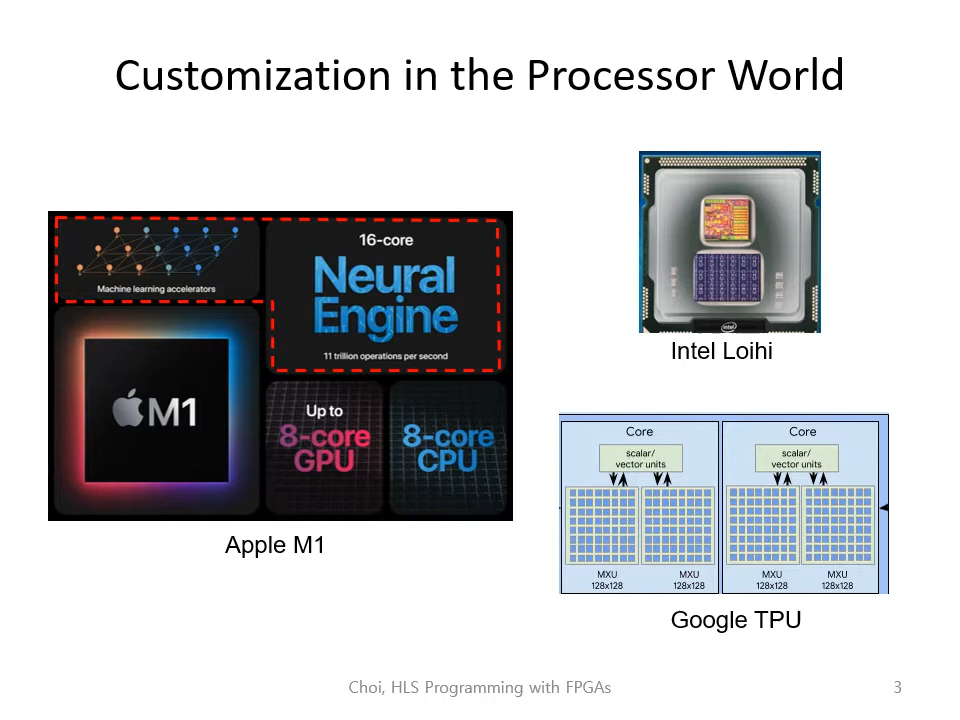 Customization in the Processor World
Machine learning accelerators
16-core
Neural
Engine
11 trillion operations per second
M1
Up to
8-core
GPU
8-core
CPU
Apple M1
intel
Intel Loihi
Core
scalar/
vector units
MXU
128x128
MXU
128x128
Core
scalar/
vector units
MXU
128x128
MXU
128x128
Google TPU
Choi, HLS Programming with FPGAs
3